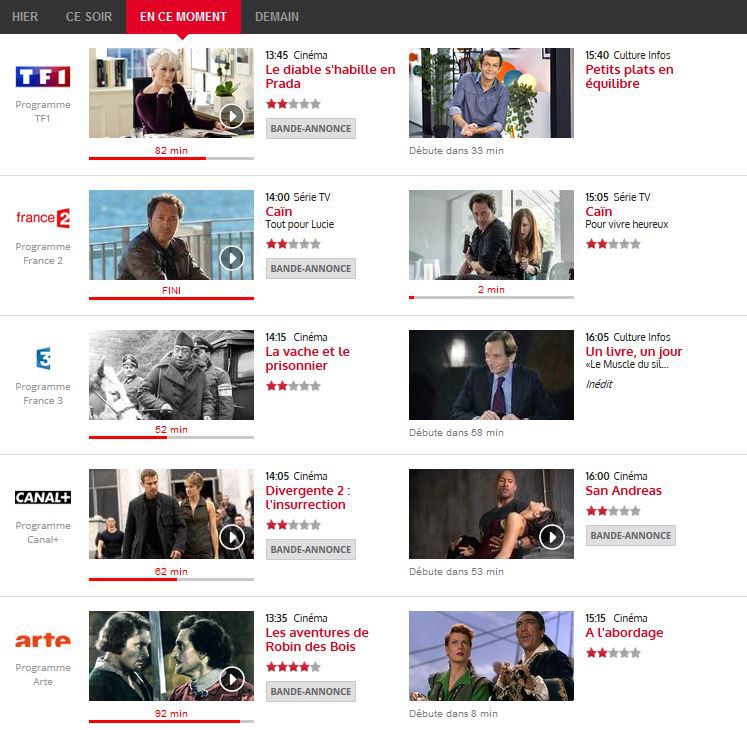 HIER
CE SOIR
EN CE MOMENT
DEMAIN
TF1
Programme
TF1
82 min
13:45 Cinéma
Le diable s'habille en
Prada
BANDE-ANNONCE
Débute dans 33 min
15:40 Culture Infos
Petits plats en
équilibre
france 2
Programme
France 2
FINI
14:00 Série TV
Caïn
Tout pour Lucie
BANDE-ANNONCE
2 min
15:05 Série TV
Caïn
Pour vivre heureux
3
Programme
France 3
52 min
14:15 Cinéma
La vache et le
prisonnier
Débute dans 58 min
16:05 Culture Infos
Un livre, un jour
«Le Muscle du sil...
Inédit
CANAL+
Programme
Canal+
62 min
14:05 Cinéma
Divergente 2 :
l'insurrection
BANDE-ANNONCE
Débute dans 53 min
16:00 Cinéma
San Andreas
BANDE-ANNONCE
arte
Programme
Arte
92 min
13:35 Cinéma
Les aventures de
Robin des Bois
BANDE-ANNONCE
Débute dans 8 min
15:15 Cinéma
A l'abordage